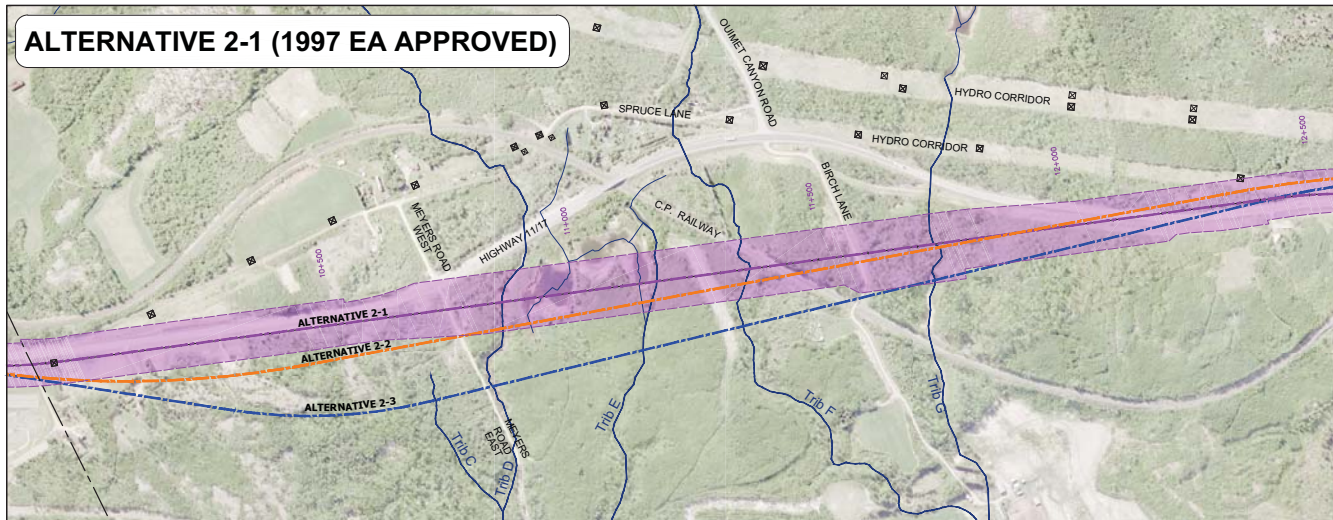 ALTERNATIVE 2-1 (1997 EA APPROVED)
OUIMET CANYON ROAD
HYDRO CORRIDOR
SPRUCE LANE
HYDRO CORRIDOR
12+500
12+000
11+500
BIRCH LANE
C.P. RAILWAY
11+000
HIGHWAY 11/17
MEYERS ROAD
WEST
10+500
ALTERNATIVE 2-1
ALTERNATIVE 2-2
ALTERNATIVE 2-3
Trib C
Trib D
MEYERS
ROAD
EAST
Trib E
Trib F
Trib G